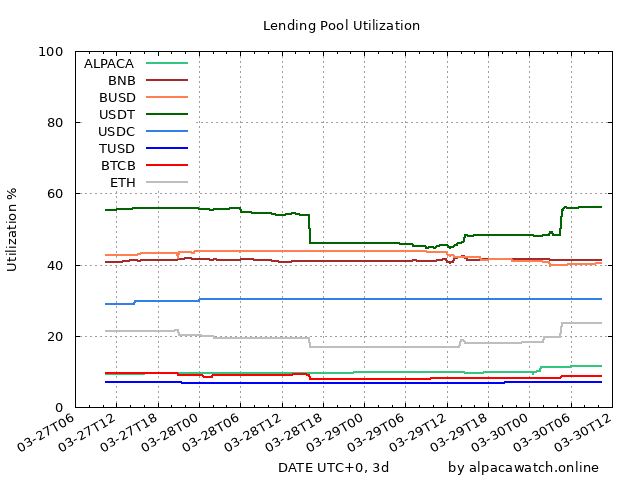 Lending Pool Utilization
100
80
60
40
20
0
Utilization %
ALPACA
BNB
BUSD
USDT
USDC
TUSD
BTCB
ETH
03-27T06
03-27T12
03-27T18
03-28T00
03-28T06
03-28T12
03-28T18
03-29T00
03-29T06
03-29T12
03-29T18
03-30T00
03-30T06
03-30T12
DATE UTC+0, 3d
by alpacawatch.online